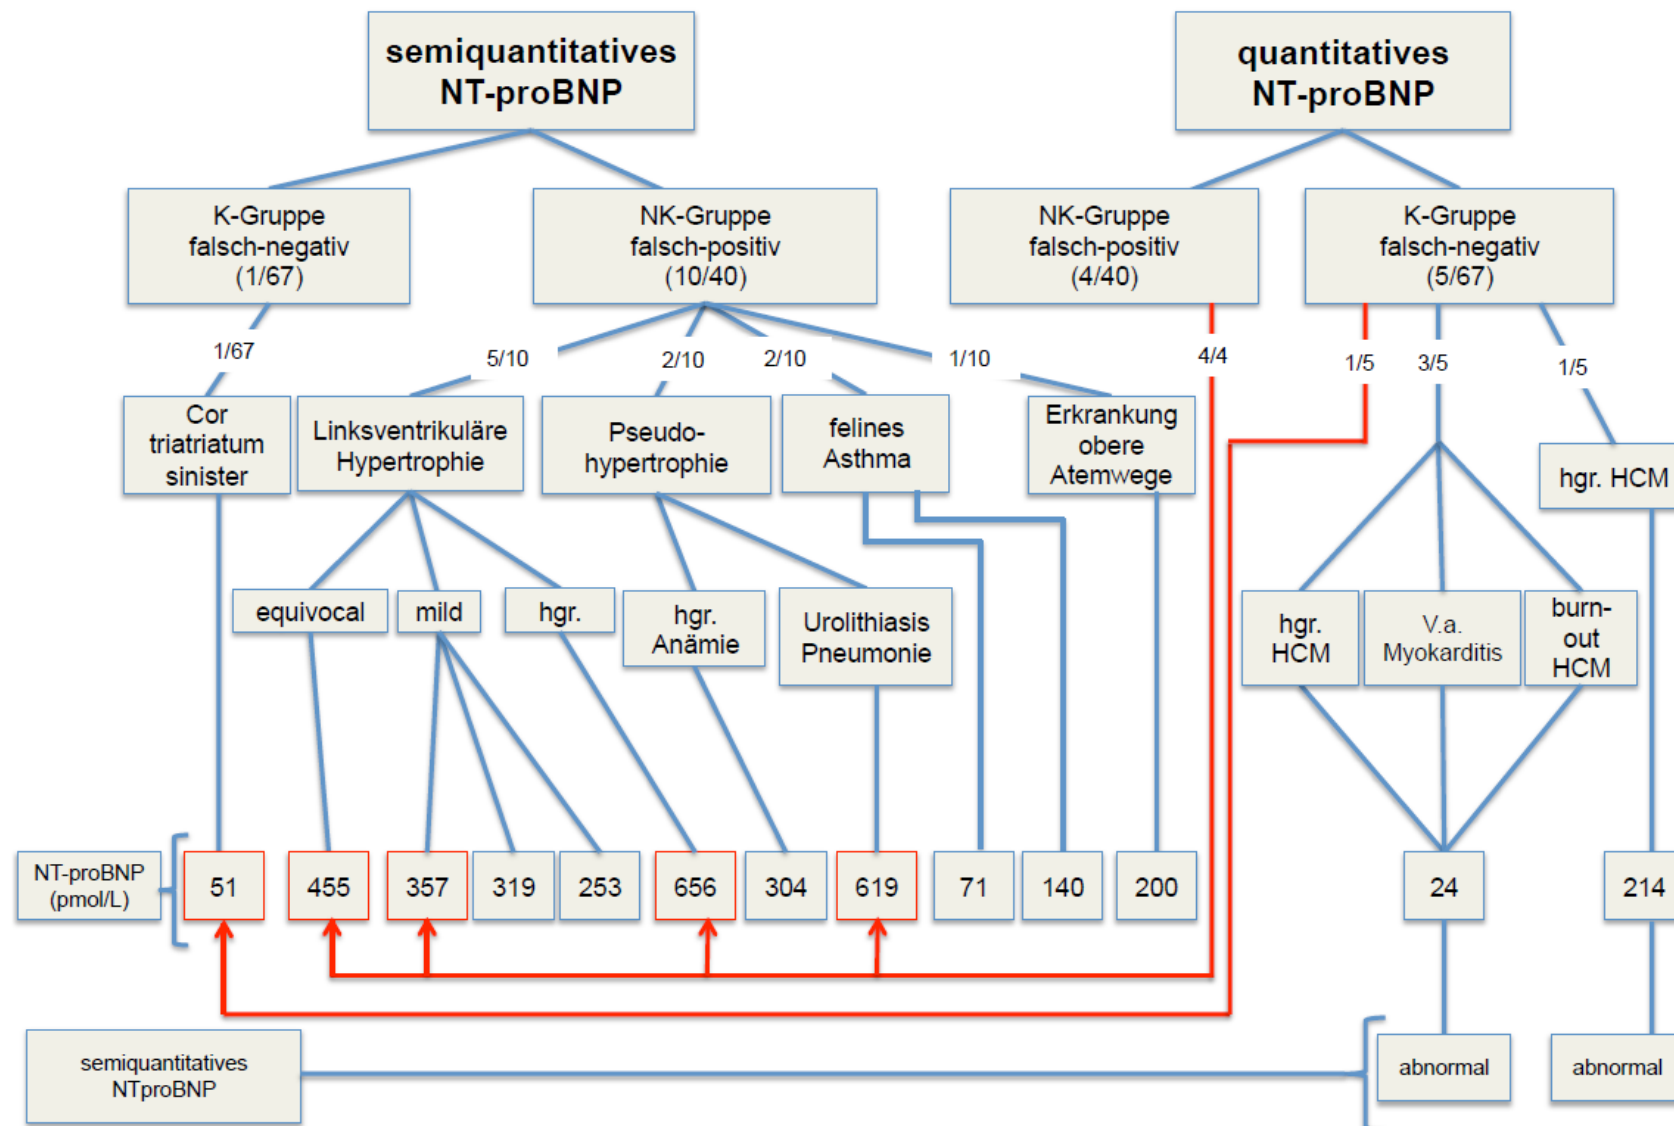 semiquantitatives
NT-proBNP
quantitatives
NT-proBNP
K-Gruppe
falsch-negativ
(1/67)
NK-Gruppe
falsch-positiv
(10/40)
NK-Gruppe
falsch-positiv
(4/40)
K-Gruppe
falsch-negativ
(5/67)
1/67
5/10
2/10
2/10
1/10
4/4
1/5
3/5
1/5
Cor
triatriatum
sinister
Linksventrikuläre
Hypertrophie
Pseudo-
hypertrophie
felines
Asthma
Erkrankung
obere
Atemwege
hgr. HCM
equivocal
mild
hgr.
hgr.
Anämie
Urolithiasis
Pneumonie
hgr.
HCM
V.a.
Myokarditis
burn-
out
HCM
NT-proBNP
(pmol/L)
51
455
357
319
253
656
304
619
71
140
200
24
214
semiquantitatives
NTproBNP
abnormal
abnormal